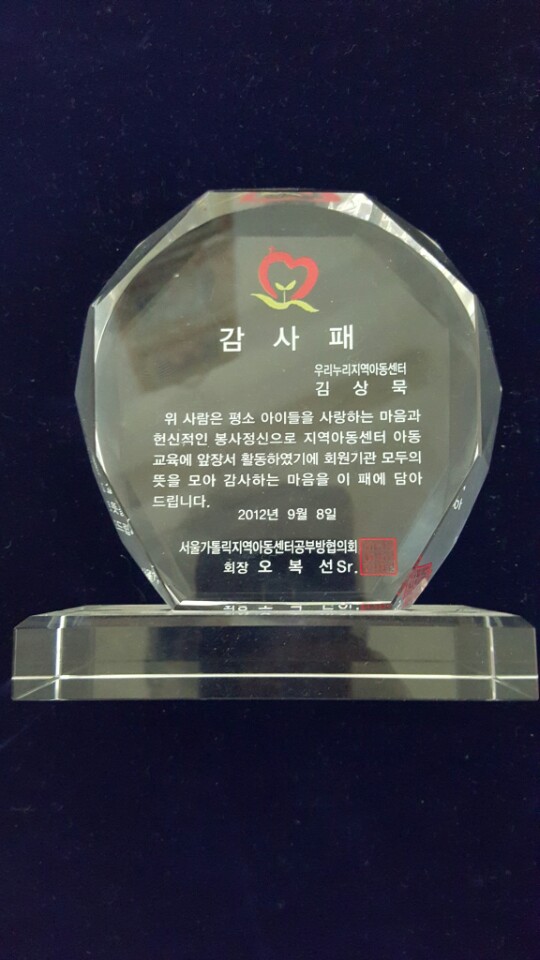 감 사 패
우리누리지역아동센터
김 상 묵
위 사람은 평소 아이들을 사랑하는 마음과
헌신적인 봉사정신으로 지역아동센터 아동
교육에 앞장서 활동하였기에 회원기관 모두의
뜻을 모아 감사하는 마음을 이 패에 담아
드립니다.
2012년 9월 8일
서울가톨릭지역아동센터공부방협의회
회장 오 복 선 Sr.